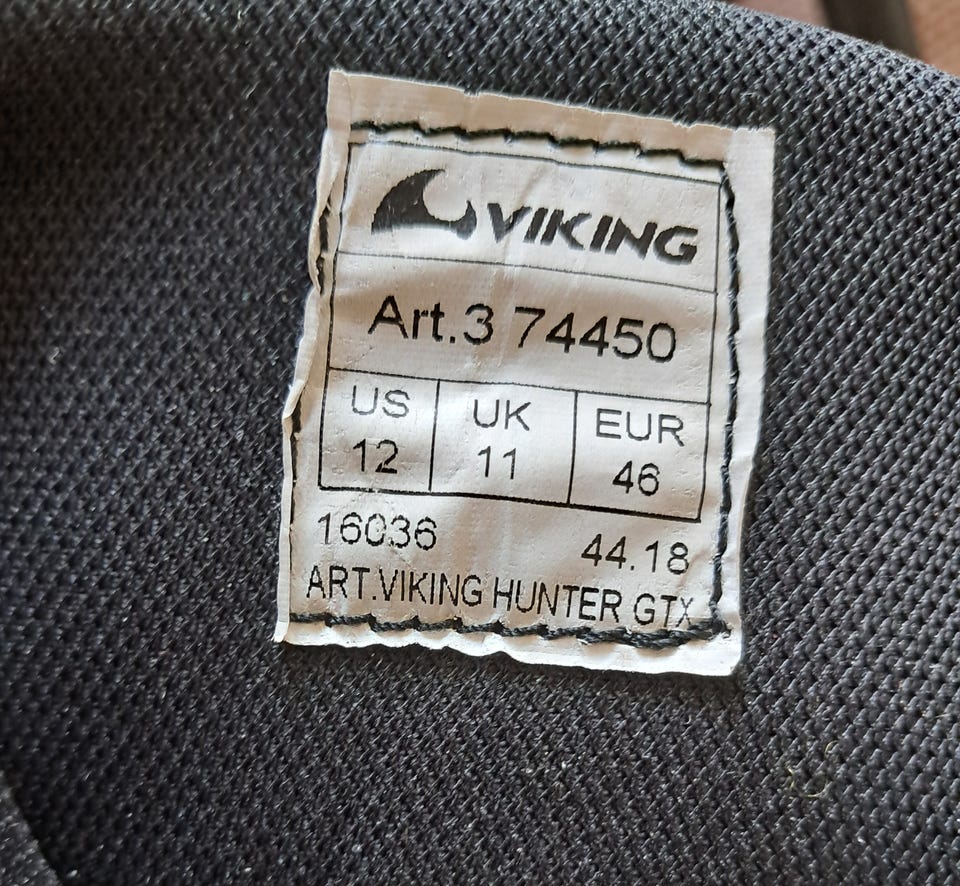 VIKING
Art.3 74450
US UK EUR
12 11 46
16036 44.18
ART.VIKING HUNTER GTX